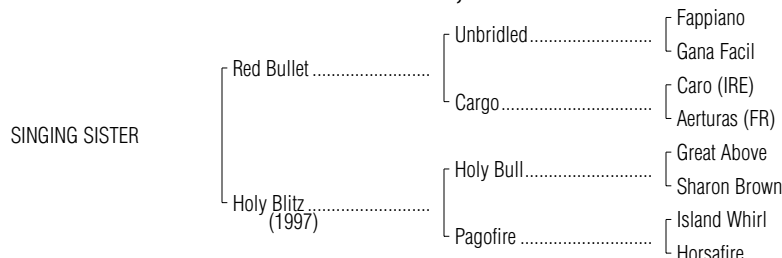 Fappiano
Unbridled
Gana Facil
Red Bullet
Caro (IRE)
Cargo
Aerturas (FR)
SINGING SISTER
Great Above
Holy Bull
Sharon Brown
Holy Blitz
(1997)
Island Whirl
Pagofire
Horsafire